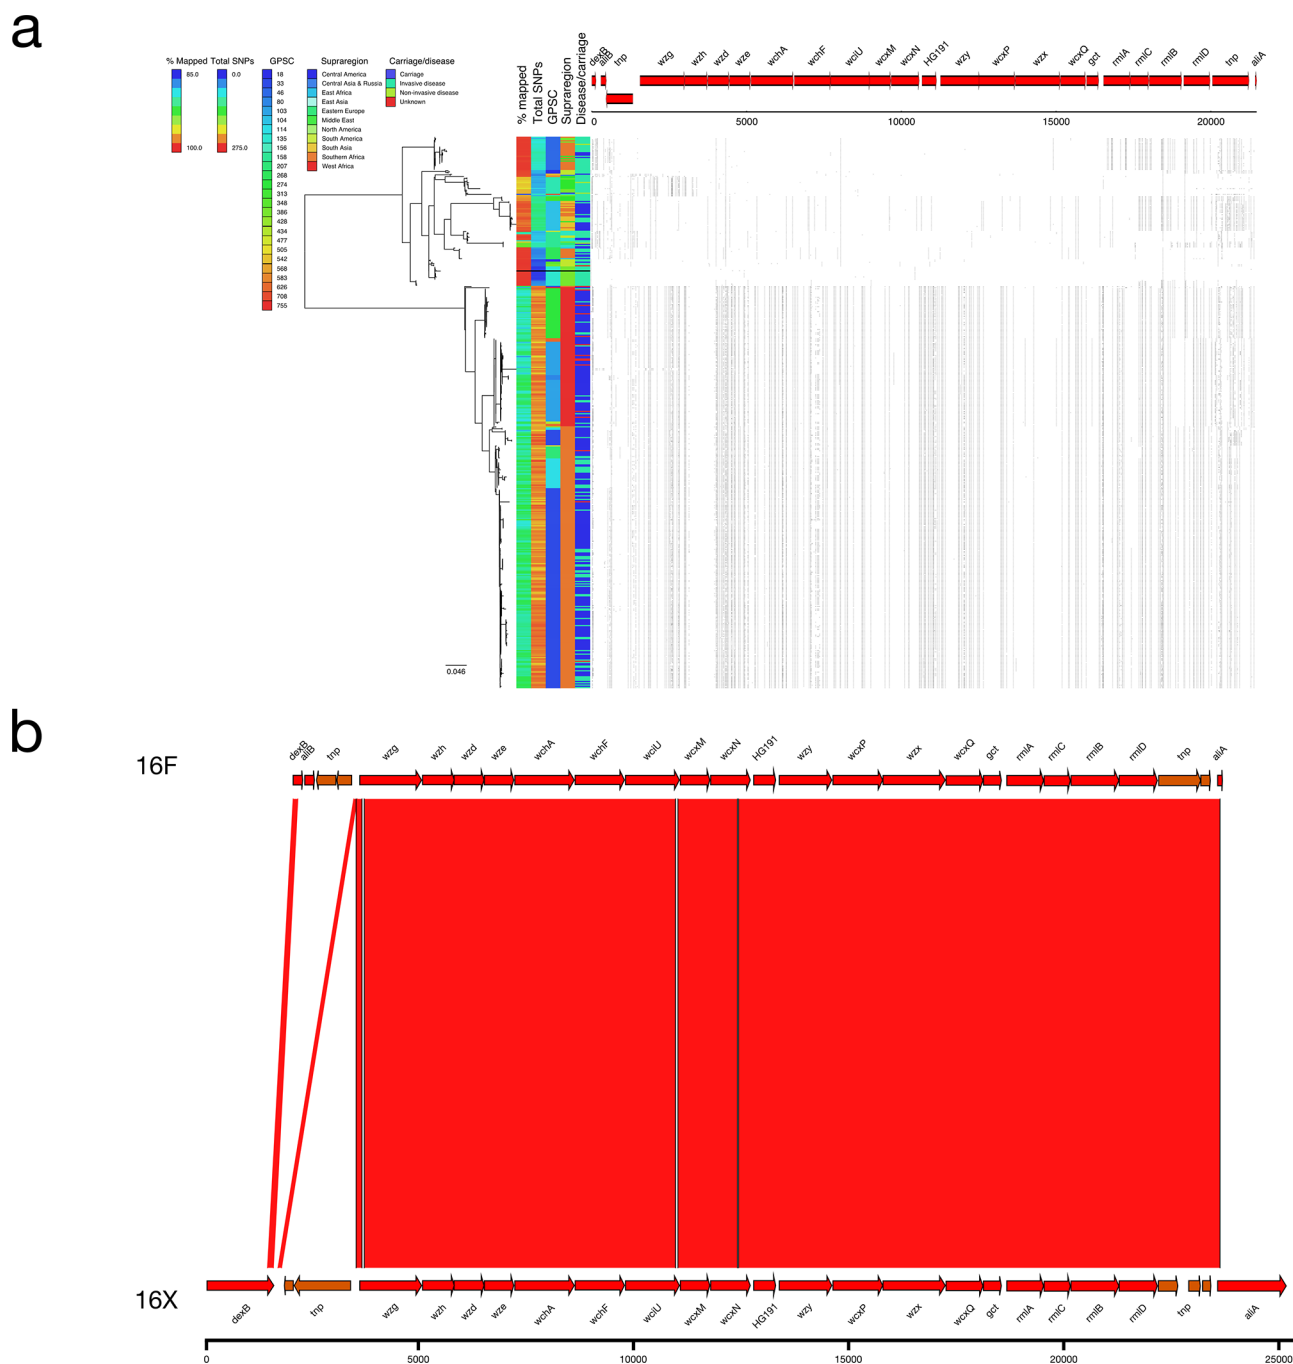 a
% Mapped Total SNPs GPSC Supraregion Carriage/disease
85.0 0.0 18 Central America Carriage
33 Central Asia & Russia Invasive disease
46 East Africa Non-invasive disease
80 East Asia Unknown
103 Eastern Europe
104 Middle East
114 North America
135 South America
156 South Asia
100.0 275.0 158 Southern Africa
207 West Africa
268
274
313
348
386
428
434
477
505
542
568
583
626
708
755
% mapped
Total SNPs
GPSC
Supraregion
Disease/carriage
dexB aliB tnp wzg wzh wzd wze wchA wchF wciU wcxM wcxN HG191 wzy wcxP wzx wcxQ gct rmlA rmlC rmlB rmlD tnp aliA
0 5000 10000 15000 20000
0.046
b
dexB aliB tnp wzg wzh wzd wze wchA wchF wciU wcxM wcxN HG191 wzy wcxP wzx wcxQ gct rmlA rmlC rmlB rmlD tnp aliA
16F
16X
dexB tnp wzg wzh wzd wze wchA wchF wciU wcxM wcxN HG191 wzy wcxP wzx wcxQ gct rmlA rmlC rmlB rmlD tnp aliA
0 5000 10000 15000 20000 25000